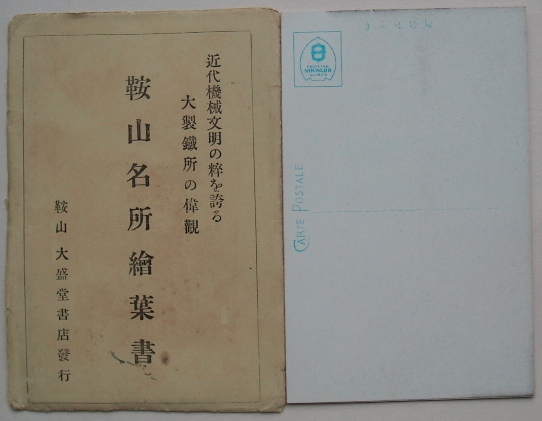 近代機械文明の粹を誇る
大製鐵所の偉觀
鞍山名所繪葉書
鞍山 大盛堂書店發行
CARTE POSTALE